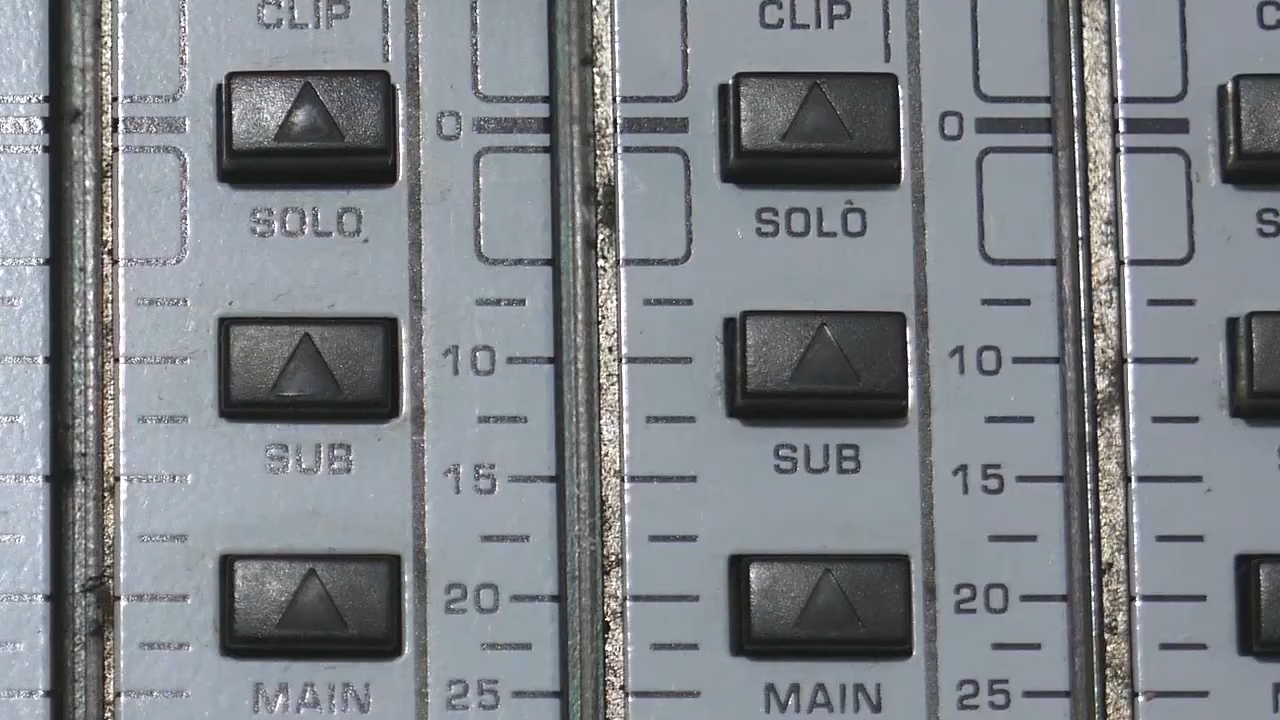 CLIP CLIP
0 0
SOLO SOLO
10 10
SUB SUB
15 15
20 20
MAIN MAIN
25 25